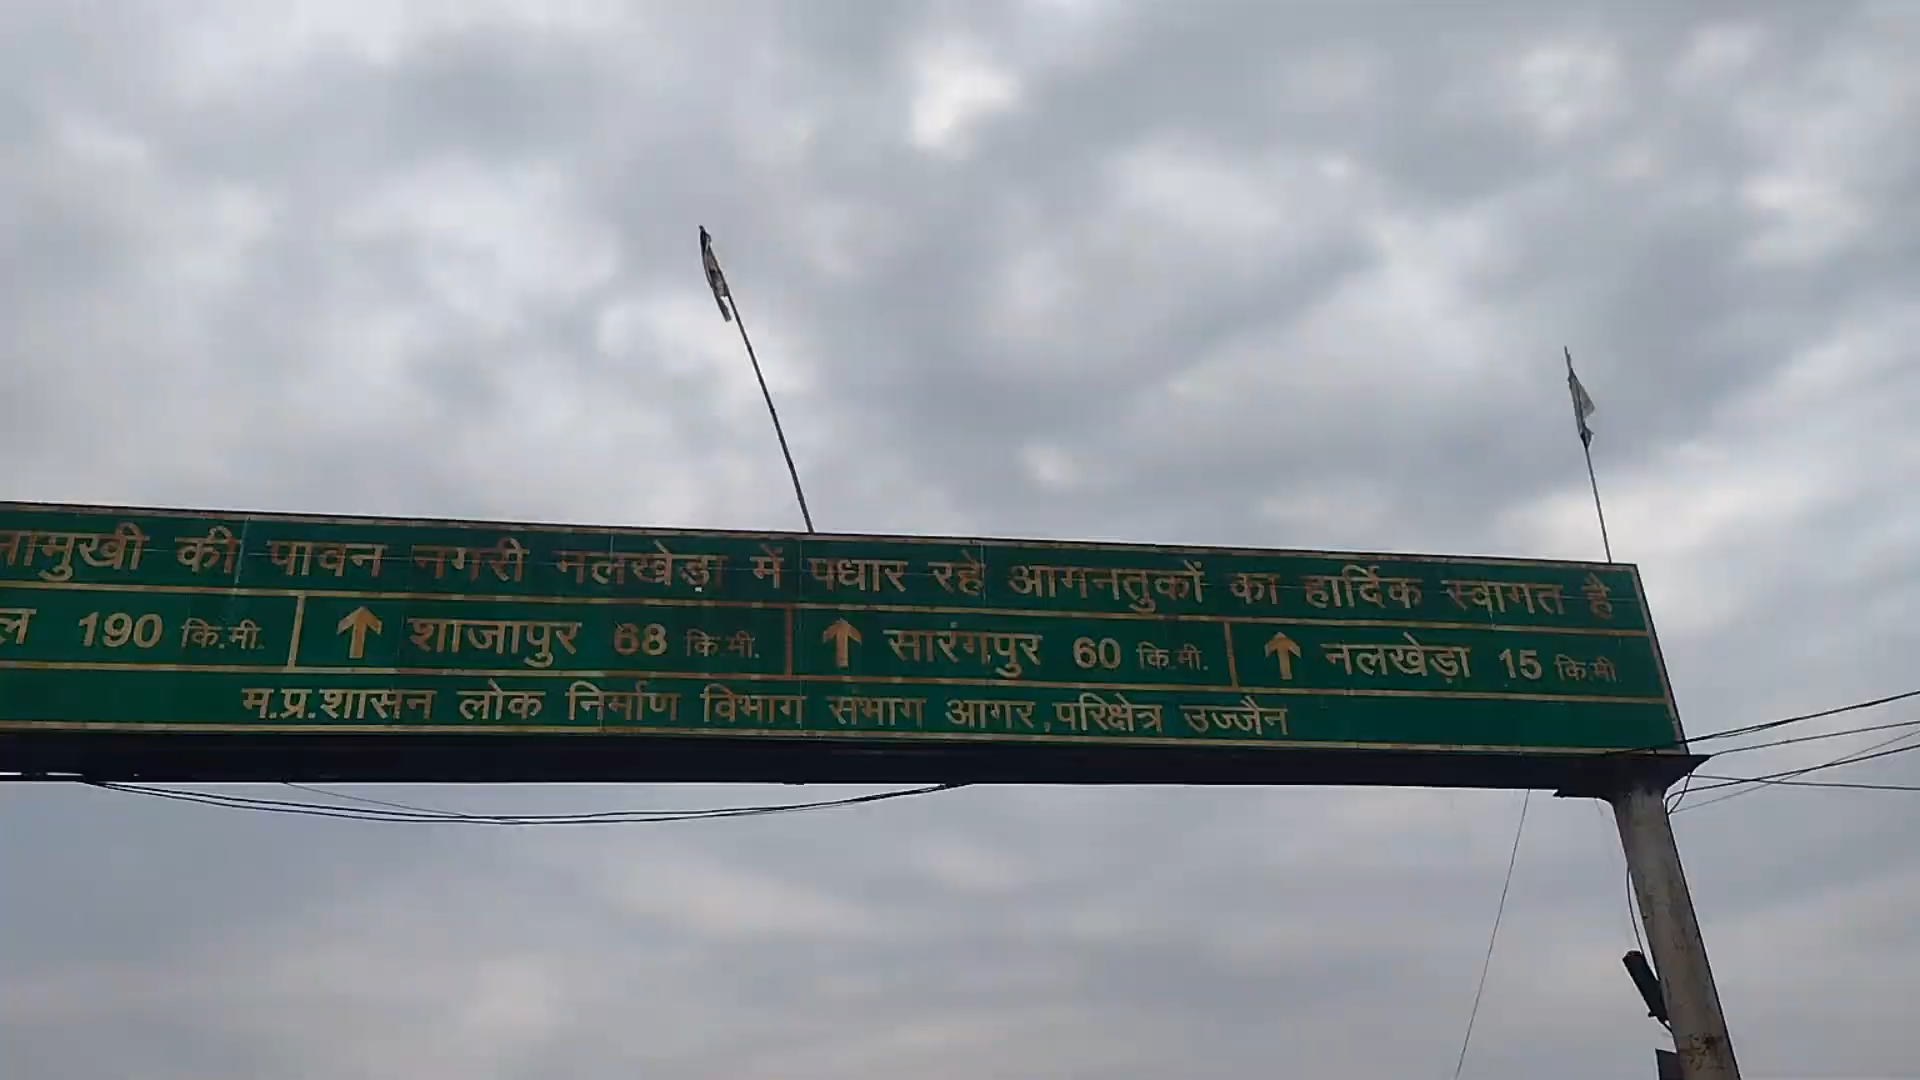 की पावन नगरी नलखेड़ा में पधार रहे आगनतुकों का हार्दिक स्वागत है
190 कि.मी. ↑ शाजापुर 68 कि.मी. ↑ सारंगपुर 60 कि.मी. ↑ नलखेड़ा 15 कि.मी.
म.प्र.शासन लोक निर्माण विभाग संभाग आगर,परिक्षेत्र उज्जैन